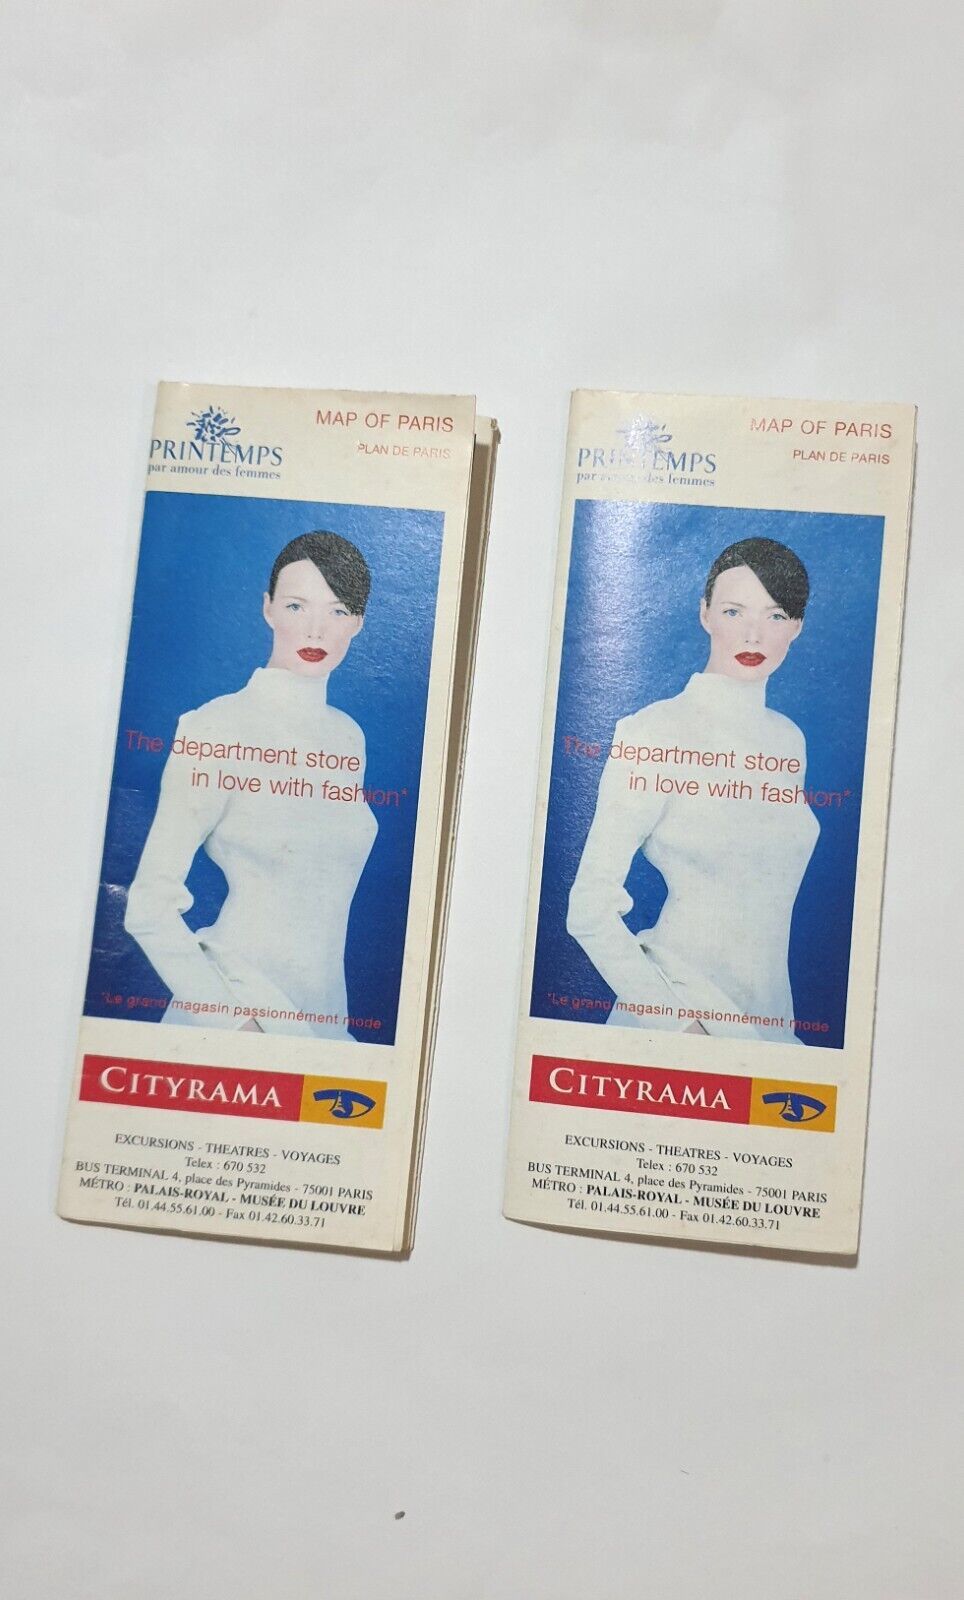 MAP OF PARIS
PRINTEMPS
par amour des femmes
PLAN DE PARIS
The department store
in love with fashion*
*Le grand magasin passionnément mode
CITYRAMA
EXCURSIONS - THEATRES - VOYAGES
Telex : 670 532
BUS TERMINAL 4, place des Pyramides - 75001 PARIS
MÉTRO : PALAIS-ROYAL - MUSÉE DU LOUVRE
Tél. 01.44.55.61.00 - Fax 01.42.60.33.71
MAP OF PARIS
PRINTEMPS
par amour des femmes
PLAN DE PARIS
The department store
in love with fashion*
*Le grand magasin passionnément mode
CITYRAMA
EXCURSIONS - THEATRES - VOYAGES
Telex : 670 532
BUS TERMINAL 4, place des Pyramides - 75001 PARIS
MÉTRO : PALAIS-ROYAL - MUSÉE DU LOUVRE
Tél. 01.44.55.61.00 - Fax 01.42.60.33.71